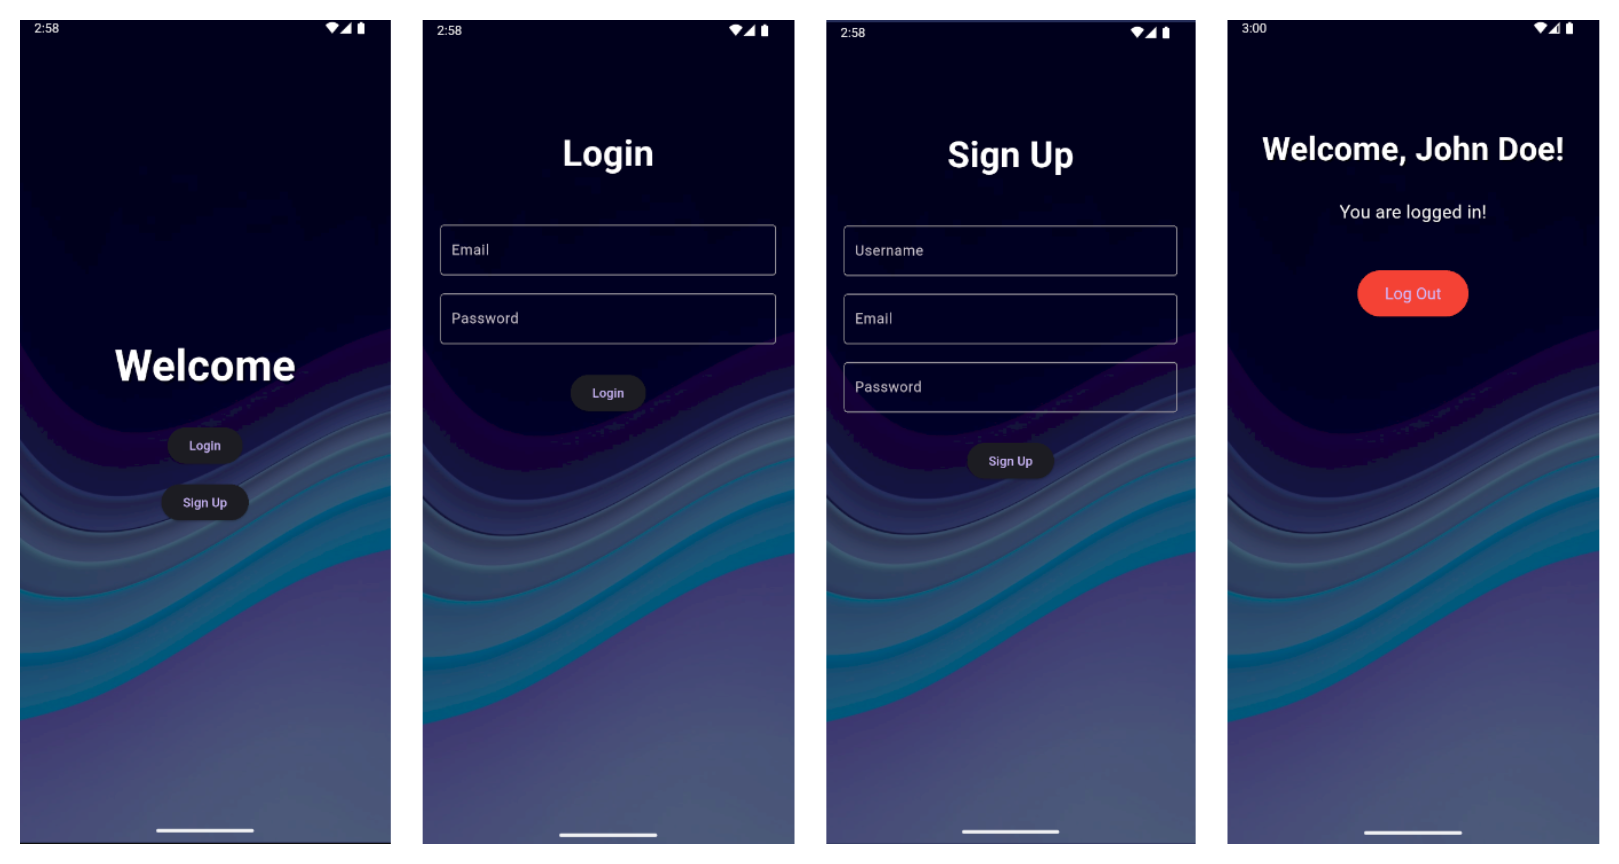 2:58
Welcome
Login
Sign Up
2:58
Login
Email
Password
Login
2:58
Sign Up
Username
Email
Password
Sign Up
3:00
Welcome, John Doe!
You are logged in!
Log Out